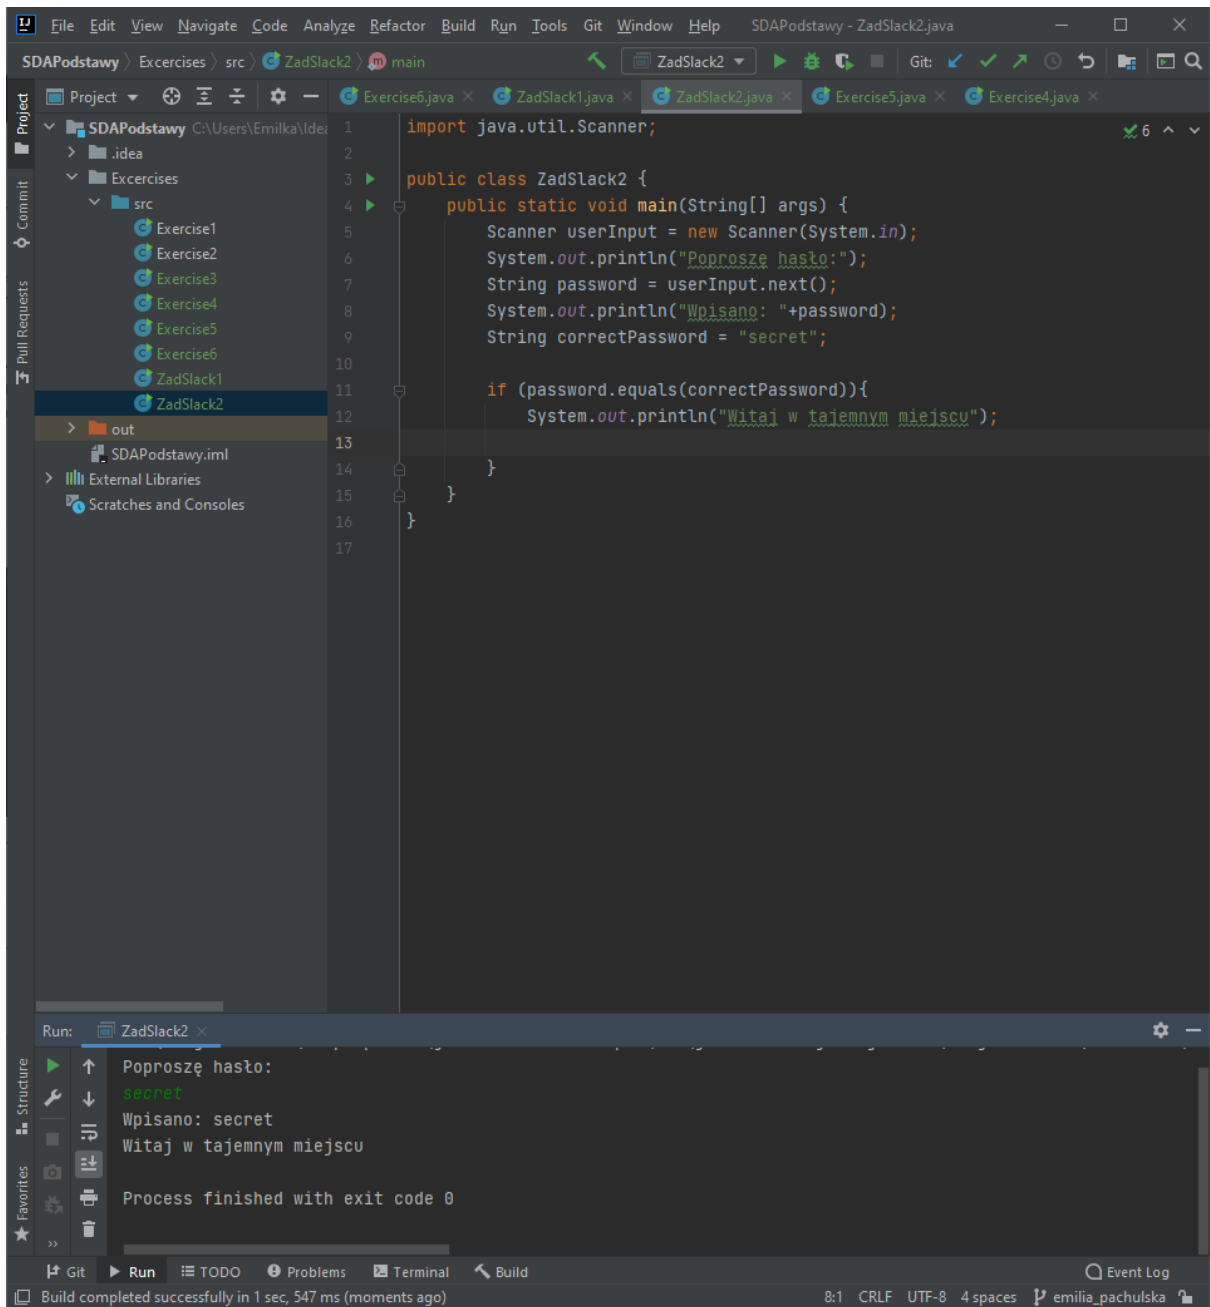 File Edit View Navigate Code Analyze Refactor Build Run Tools Git Window Help SDAPodstawy - ZadSlack2.java
SDAPodstawy Excercises src ZadSlack2 main ZadSlack2 Git:
Project Exercise6.java ZadSlack1.java ZadSlack2.java Exercise5.java Exercise4.java
Project
Commit
Pull Requests
SDAPodstawy C:\Users\Emilka\Idea
.idea
Excercises
src
Exercise1
Exercise2
Exercise3
Exercise4
Exercise5
Exercise6
ZadSlack1
ZadSlack2
out
SDAPodstawy.iml
External Libraries
Scratches and Consoles
6
1 import java.util.Scanner;
2
3 public class ZadSlack2 {
4 public static void main(String[] args) {
5 Scanner userInput = new Scanner(System.in);
6 System.out.println("Poproszę hasło:");
7 String password = userInput.next();
8 System.out.println("Wpisano: "+password);
9 String correctPassword = "secret";
10
11 if (password.equals(correctPassword)){
12 System.out.println("Witaj w tajemnym miejscu");
13
14 }
15 }
16 }
17
Run: ZadSlack2
Structure
Favorites
Poproszę hasło:
secret
Wpisano: secret
Witaj w tajemnym miejscu
Process finished with exit code 0
Git Run TODO Problems Terminal Build Event Log
Build completed successfully in 1 sec, 547 ms (moments ago) 8:1 CRLF UTF-8 4 spaces emilia_pachulska